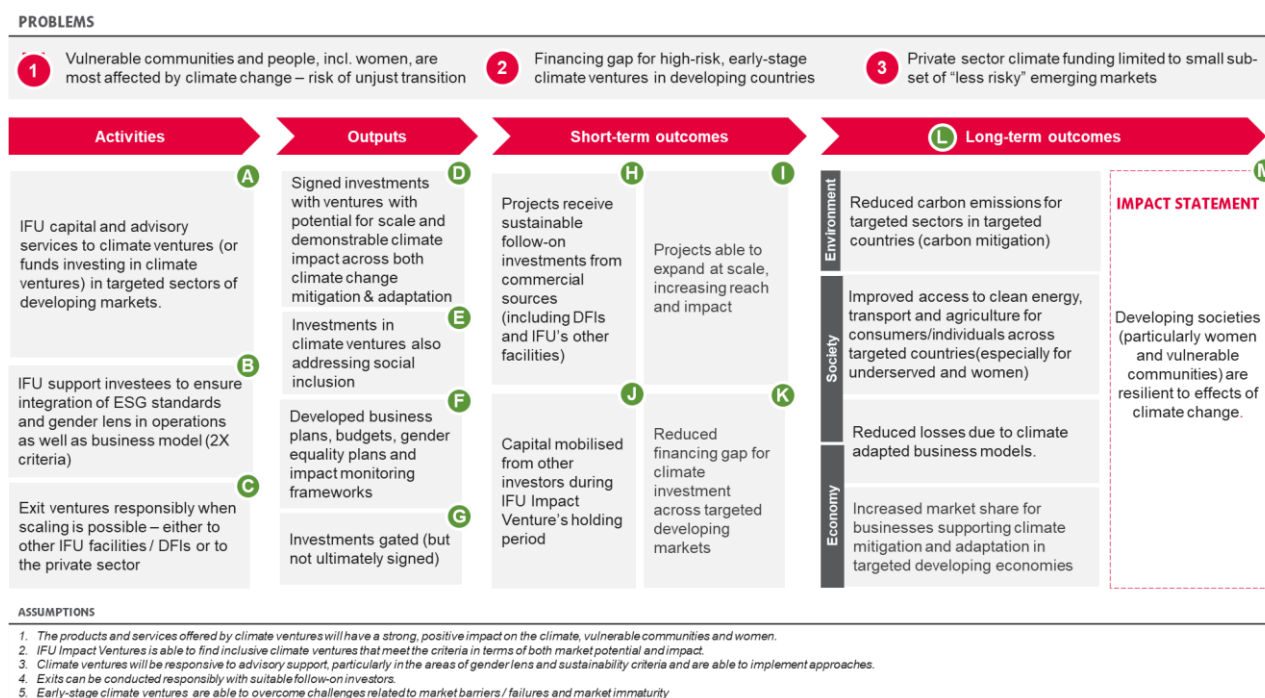 PROBLEMS
1
Vulnerable communities and people, incl. women, are
most affected by climate change – risk of unjust transition
2
Financing gap for high-risk, early-stage
climate ventures in developing countries
3
Private sector climate funding limited to small sub-
set of “less risky” emerging markets
Activities
Outputs
Short-term outcomes
L
Long-term outcomes
A
IFU capital and advisory
services to climate ventures (or
funds investing in climate
ventures) in targeted sectors of
developing markets.
B
IFU support investees to ensure
integration of ESG standards
and gender lens in operations
as well as business model (2X
criteria)
C
Exit ventures responsibly when
scaling is possible – either to
other IFU facilities / DFIs or to
the private sector
D
Signed investments
with ventures with
potential for scale and
demonstrable climate
impact across both
climate change
mitigation & adaptation
E
Investments in
climate ventures also
addressing social
inclusion
F
Developed business
plans, budgets, gender
equality plans and
impact monitoring
frameworks
G
Investments gated (but
not ultimately signed)
H
Projects receive
sustainable
follow-on
investments from
commercial
sources
(including DFIs
and IFU’s other
facilities)
I
Projects able to
expand at scale,
increasing reach
and impact
J
Capital mobilised
from other
investors during
IFU Impact
Venture’s holding
period
K
Reduced
financing gap for
climate
investment
across targeted
developing
markets
Environment
Reduced carbon emissions for
targeted sectors in targeted
countries (carbon mitigation)
Society
Improved access to clean energy,
transport and agriculture for
consumers/individuals across
targeted countries(especially for
underserved and women)
Reduced losses due to climate
adapted business models.
Economy
Increased market share for
businesses supporting climate
mitigation and adaptation in
targeted developing economies
M
IMPACT STATEMENT
Developing societies
(particularly women
and vulnerable
communities) are
resilient to effects of
climate change.
ASSUMPTIONS
1. The products and services offered by climate ventures will have a strong, positive impact on the climate, vulnerable communities and women.
2. IFU Impact Ventures is able to find inclusive climate ventures that meet the criteria in terms of both market potential and impact.
3. Climate ventures will be responsive to advisory support, particularly in the areas of gender lens and sustainability criteria and are able to implement approaches.
4. Exits can be conducted responsibly with suitable follow-on investors.
5. Early-stage climate ventures are able to overcome challenges related to market barriers / failures and market immaturity